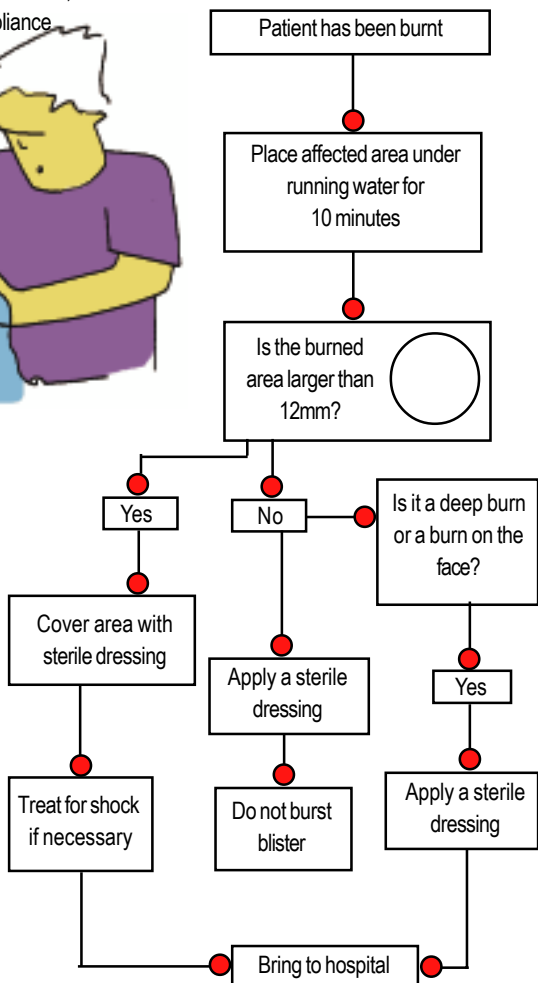 pliance
Patient has been burnt
Place affected area under
running water for
10 minutes
Is the burned
area larger than
12mm?
Yes
No
Is it a deep burn
or a burn on the
face?
Cover area with
sterile dressing
Apply a sterile
dressing
Yes
Treat for shock
if necessary
Do not burst
blister
Apply a sterile
dressing
Bring to hospital